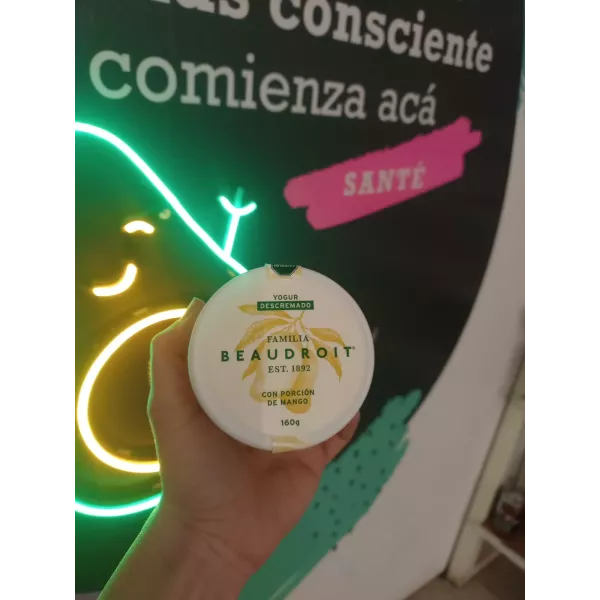 consciente
comienza acá
SANTÉ
YOGUR
DESCREMADO
FAMILIA
BEAUDROIT®
EST. 1892
CON PORCIÓN
DE MANGO
160g